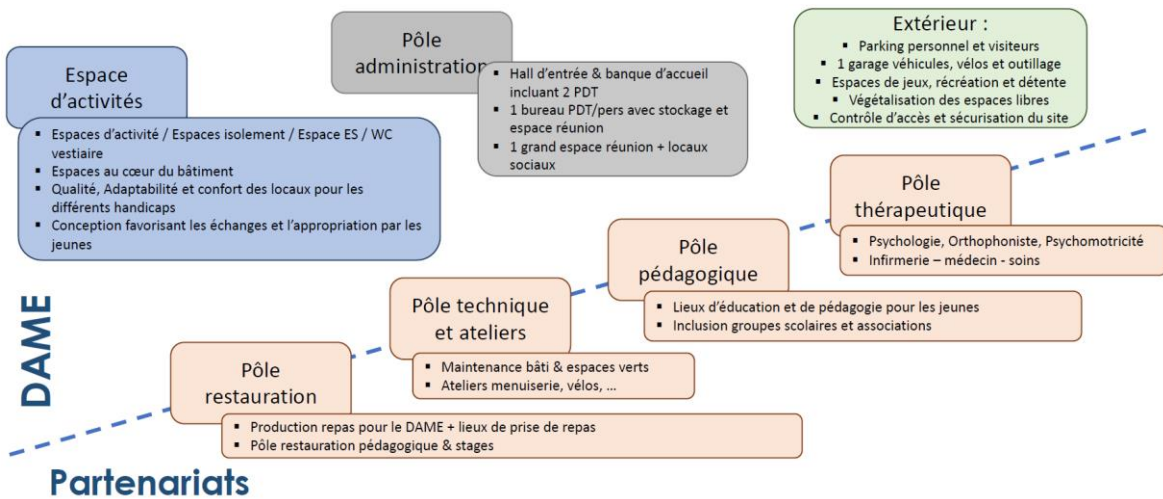 Espace
d’activités
▪ Espaces d’activité / Espaces isolement / Espace ES / WC
vestiaire
▪ Espaces au cœur du bâtiment
▪ Qualité, Adaptabilité et confort des locaux pour les
différents handicaps
▪ Conception favorisant les échanges et l’appropriation par les
jeunes
Pôle
administration
▪ Hall d’entrée & banque d’accueil
incluant 2 PDT
▪ 1 bureau PDT/pers avec stockage et
espace réunion
▪ 1 grand espace réunion + locaux
sociaux
Extérieur :
▪ Parking personnel et visiteurs
▪ 1 garage véhicules, vélos et outillage
▪ Espaces de jeux, récréation et détente
▪ Végétalisation des espaces libres
▪ Contrôle d’accès et sécurisation du site
Pôle
thérapeutique
▪ Psychologie, Orthophoniste, Psychomotricité
▪ Infirmerie – médecin - soins
Pôle
pédagogique
▪ Lieux d’éducation et de pédagogie pour les jeunes
▪ Inclusion groupes scolaires et associations
Pôle technique
et ateliers
▪ Maintenance bâti & espaces verts
▪ Ateliers menuiserie, vélos, …
Pôle
restauration
▪ Production repas pour le DAME + lieux de prise de repas
▪ Pôle restauration pédagogique & stages
DAME
Partenariats